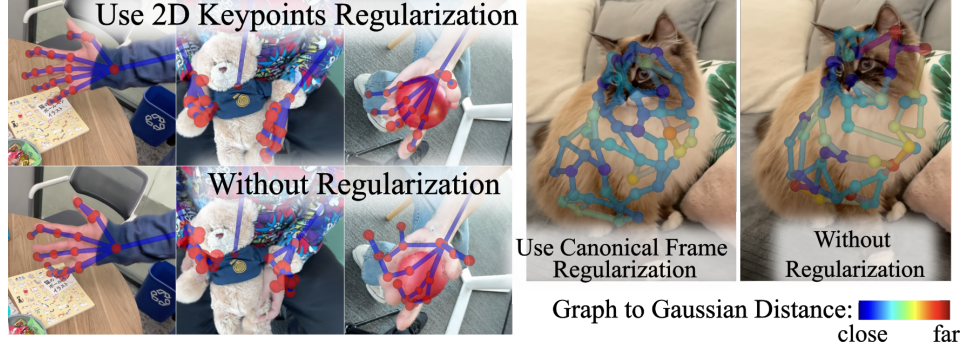 Use 2D Keypoints Regularization
Without Regularization
Use Canonical Frame
Regularization
Without
Regularization
Graph to Gaussian Distance:
close
far